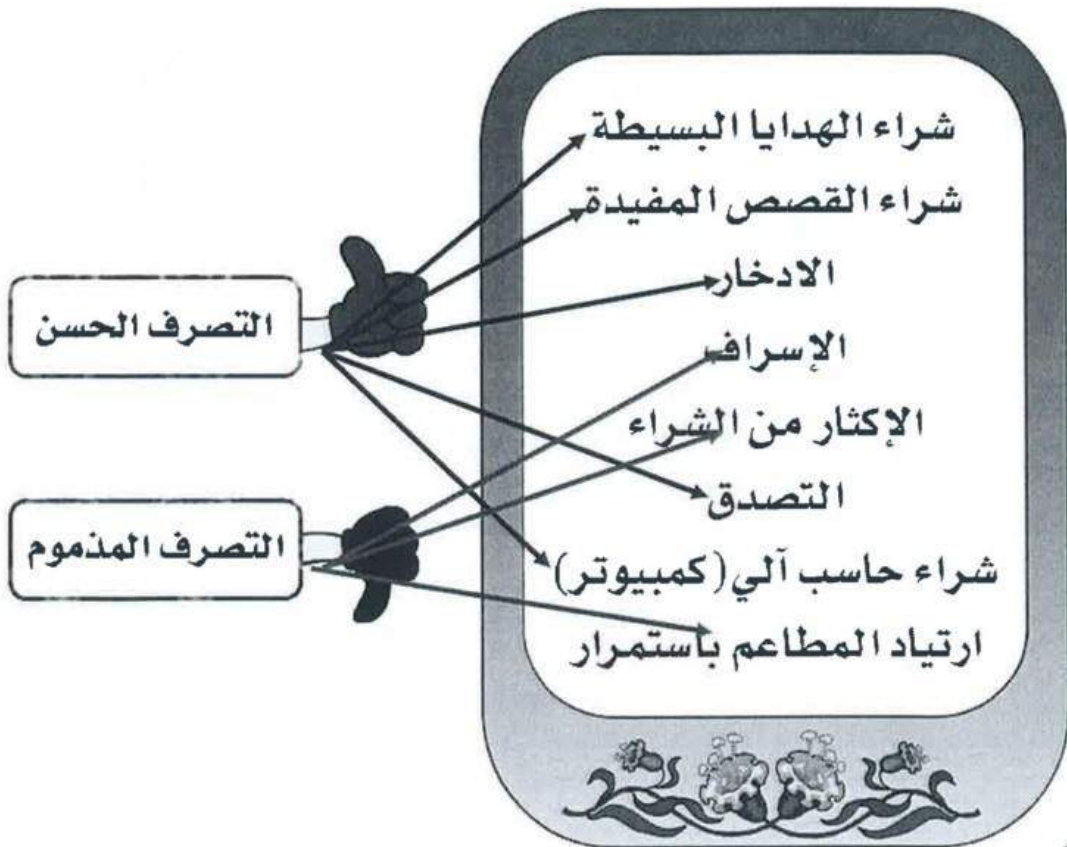 شراء الهدايا البسيطة
شراء القصص المفيدة
الادخار
الإسراف
الإكثار من الشراء
التصدق
شراء حاسب آلي (كمبيوتر)
ارتياد المطاعم باستمرار
التصرف الحسن
التصرف المذموم